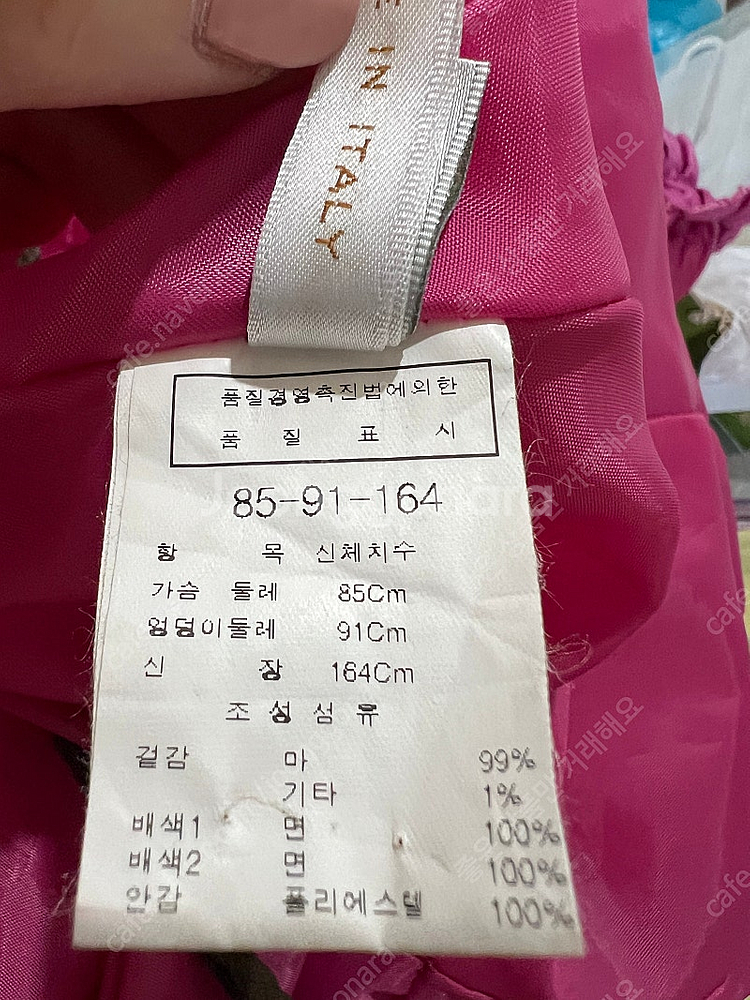 E IN ITALY
품질경영촉진법에의한
품 질 표 시
85-91-164
항 목 신체치수
가슴 둘레 85Cm
엉덩이둘레 91Cm
신 장 164Cm
조 성 섬 유
겉감 마 99%
기타 1%
배색1 면 100%
배색2 면 100%
안감 폴리에스텔 100%